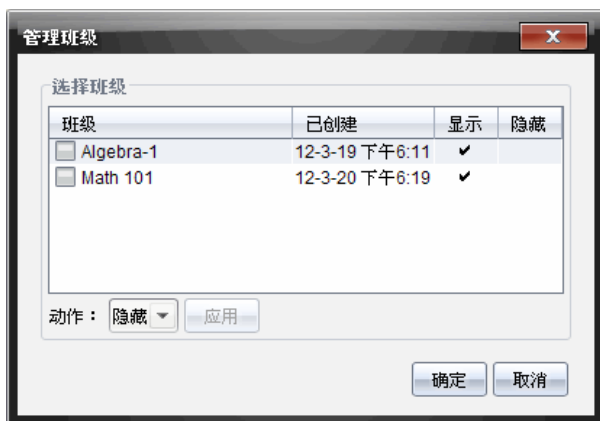 管理班级
选择班级
班级 已创建 显示 隐藏
Algebra-1 12-3-19 下午6:11 ✔
Math 101 12-3-20 下午6:19 ✔
动作： 隐藏 应用
确定 取消